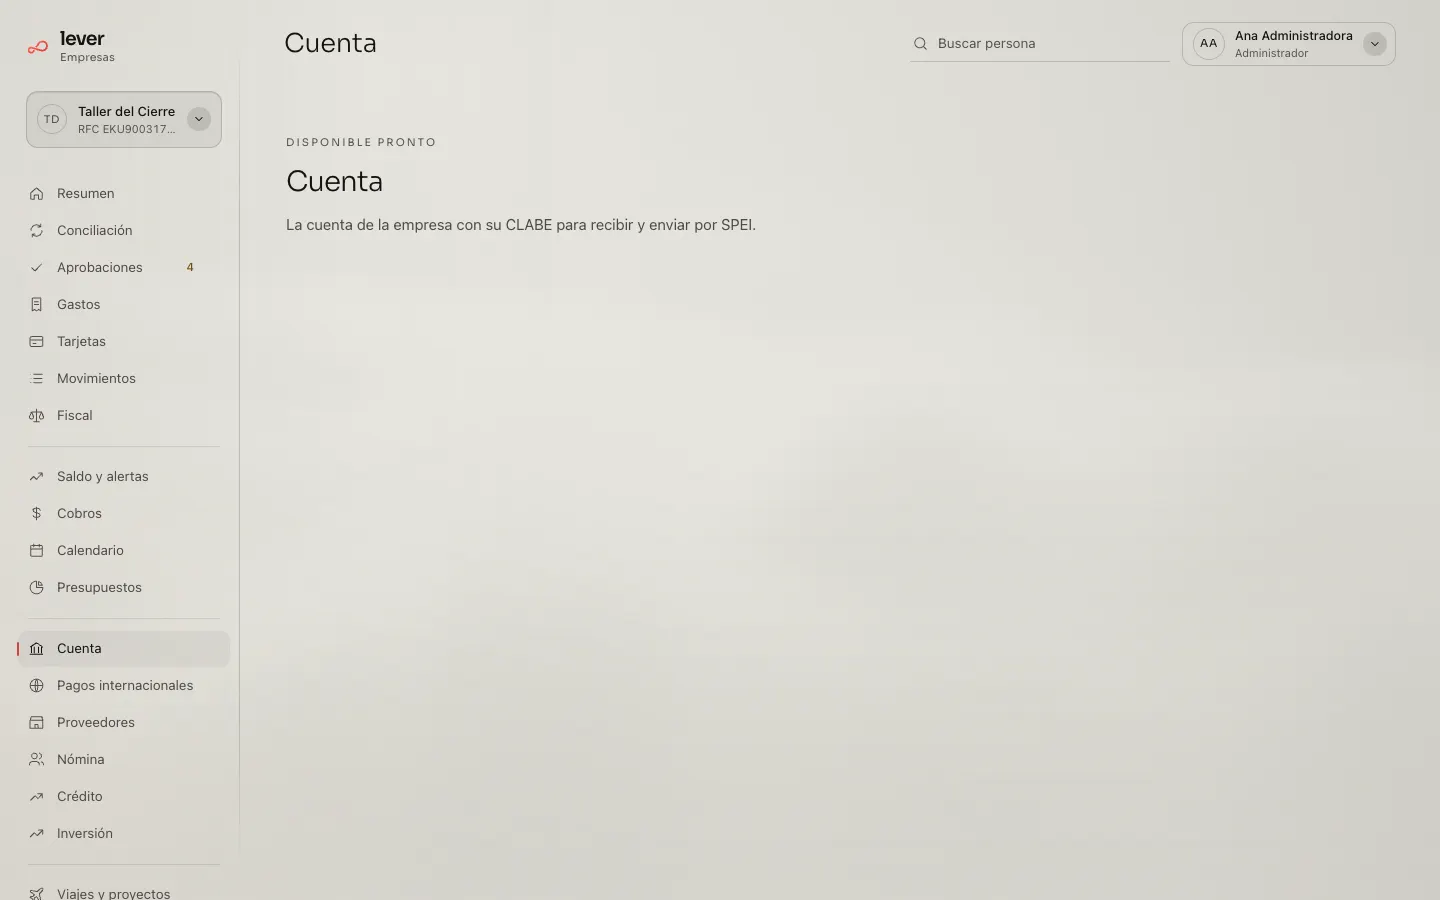 lever
Empresas
TD
Taller del Cierre
RFC EKU900317...
Resumen
Conciliación
Aprobaciones 4
Gastos
Tarjetas
Movimientos
Fiscal
Saldo y alertas
Cobros
Calendario
Presupuestos
Cuenta
Pagos internacionales
Proveedores
Nómina
Crédito
Inversión
Viajes y proyectos
Cuenta
Buscar persona
AA
Ana Administradora
Administrador
DISPONIBLE PRONTO
Cuenta
La cuenta de la empresa con su CLABE para recibir y enviar por SPEI.